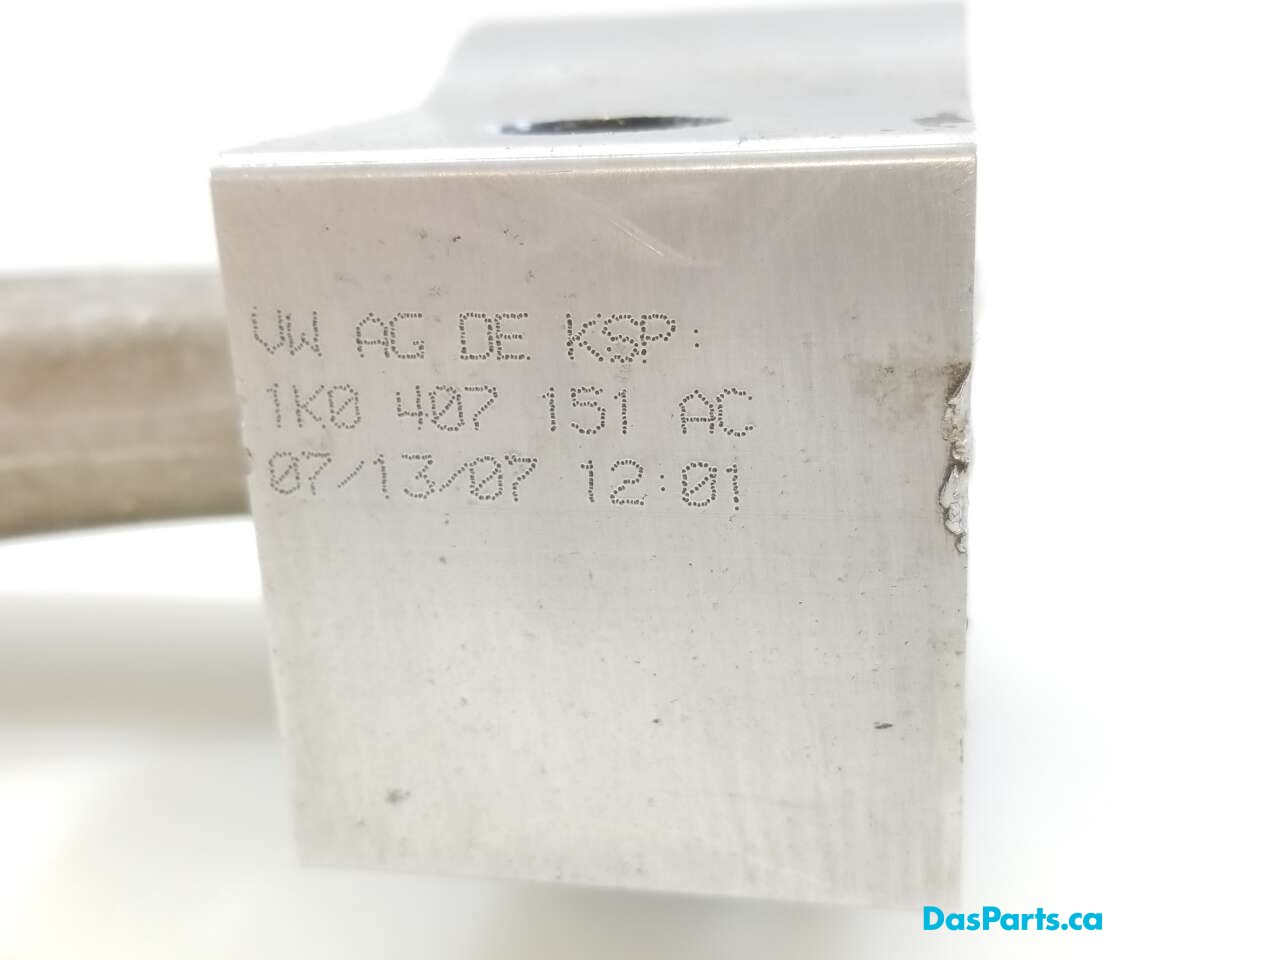 VW AG DE KSP:
1K0 407 151 AC
07/13/07 12:01
DasParts.ca